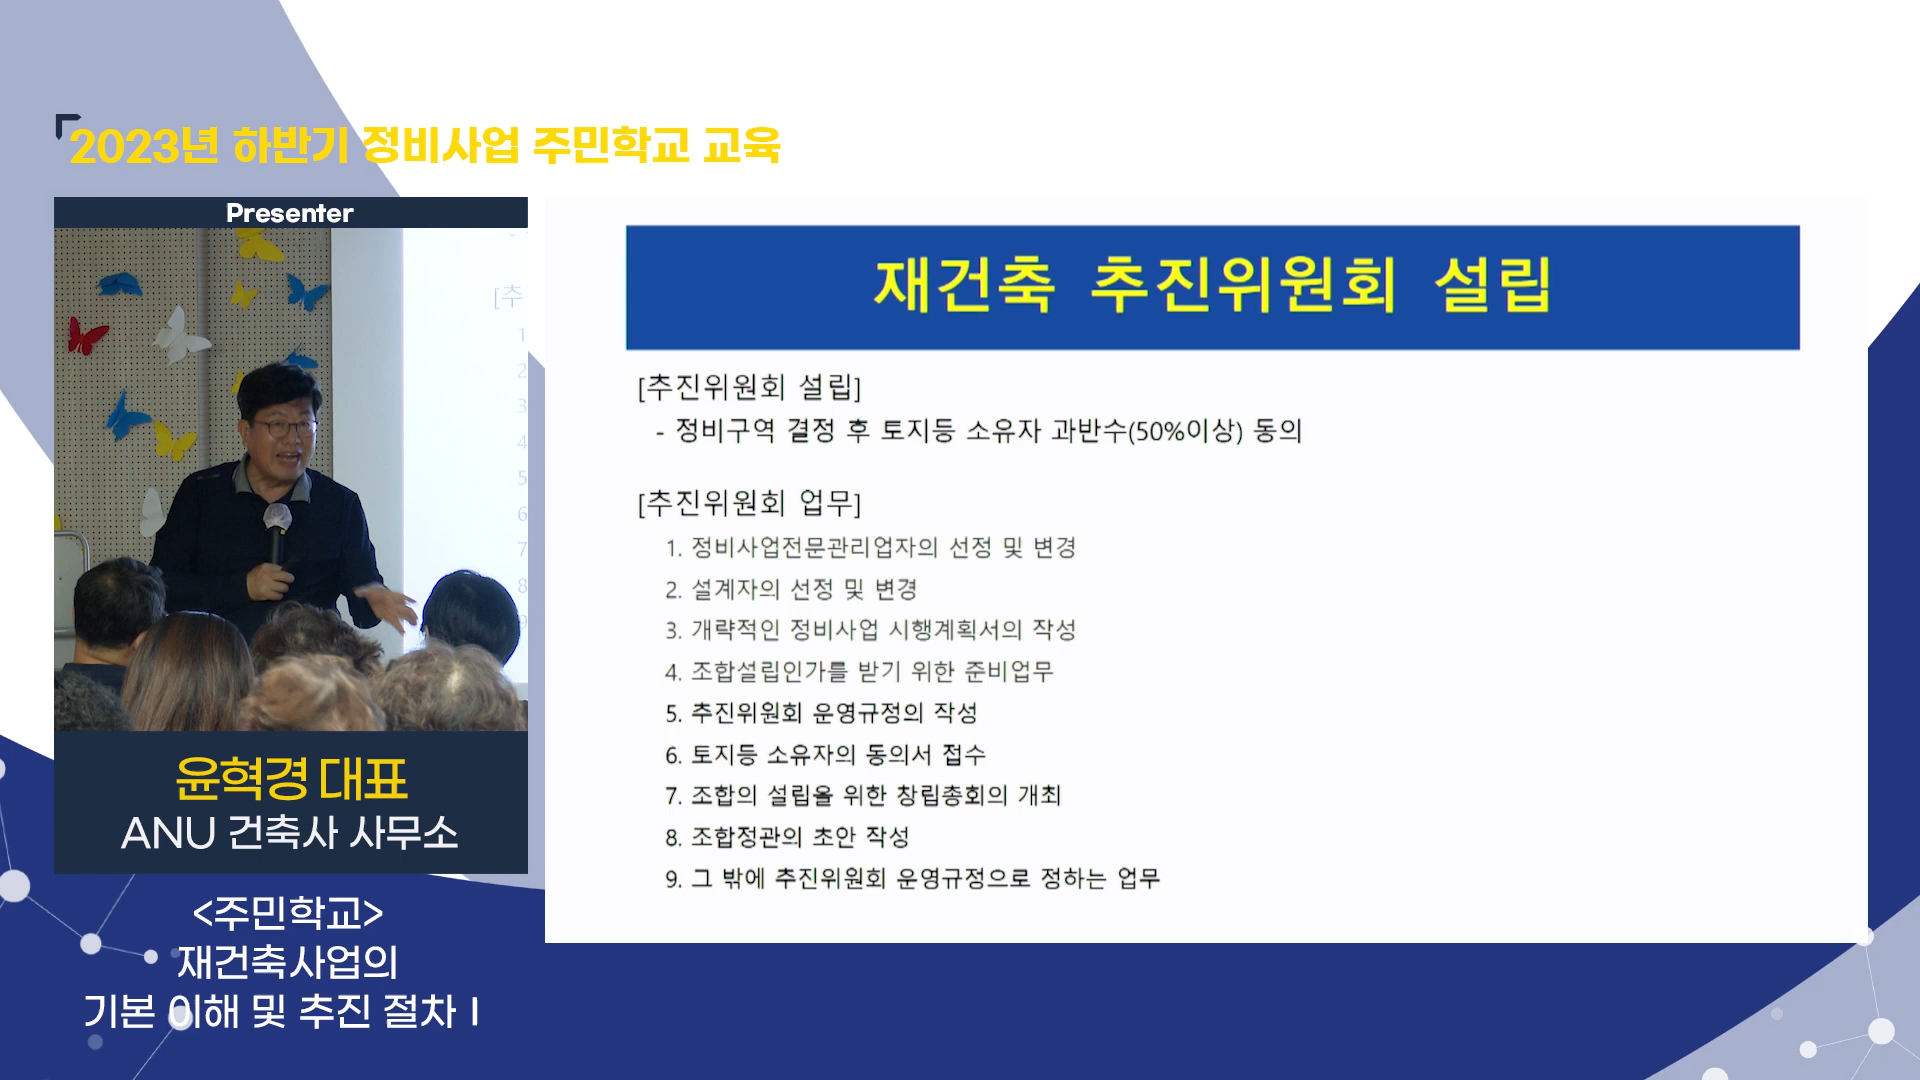 2023년 하반기 정비사업 주민학교 교육
Presenter
[추
1
2
3
4
5
6
7
8
9
윤혁경 대표
ANU 건축사 사무소
<주민학교>
재건축사업의
기본 이해 및 추진 절차 I
재건축 추진위원회 설립
[추진위원회 설립]
- 정비구역 결정 후 토지등 소유자 과반수(50%이상) 동의
[추진위원회 업무]
1. 정비사업전문관리업자의 선정 및 변경
2. 설계자의 선정 및 변경
3. 개략적인 정비사업 시행계획서의 작성
4. 조합설립인가를 받기 위한 준비업무
5. 추진위원회 운영규정의 작성
6. 토지등 소유자의 동의서 접수
7. 조합의 설립을 위한 창립총회의 개최
8. 조합정관의 초안 작성
9. 그 밖에 추진위원회 운영규정으로 정하는 업무